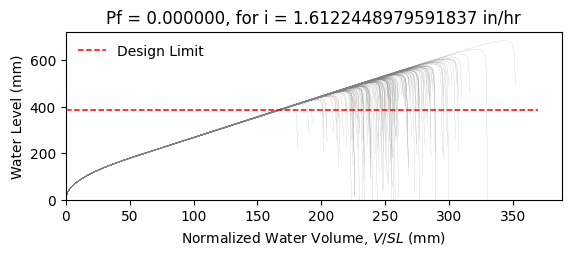 Pf = 0.000000, for i = 1.6122448979591837 in/hr
Water Level (mm)
600
400
200
0
Design Limit
0 50 100 150 200 250 300 350
Normalized Water Volume, V/SL (mm)